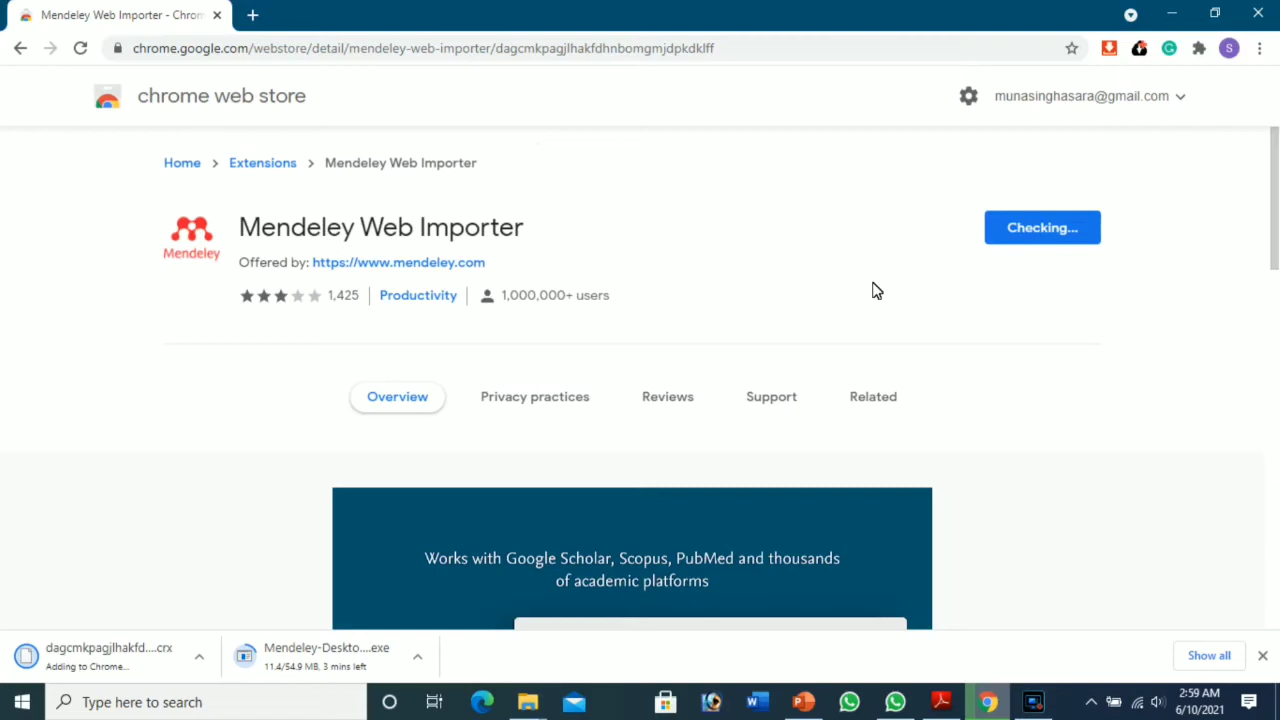 Mendeley Web Importer - Chrom
chrome.google.com/webstore/detail/mendeley-web-importer/dagcmkpagjlhakfdhnbomgmjdpkdklff
S
chrome web store
munasinghasara@gmail.com
Home > Extensions > Mendeley Web Importer
Mendeley
Mendeley Web Importer
Checking...
Offered by: https://www.mendeley.com
1,425 | Productivity | 1,000,000+ users
Overview
Privacy practices
Reviews
Support
Related
Works with Google Scholar, Scopus, PubMed and thousands
of academic platforms
dagcmkpagjlhakfd....crx
Adding to Chrome...
Mendeley-Deskto....exe
11.4/54.9 MB, 3 mins left
Show all
Type here to search
2:59 AM
6/10/2021